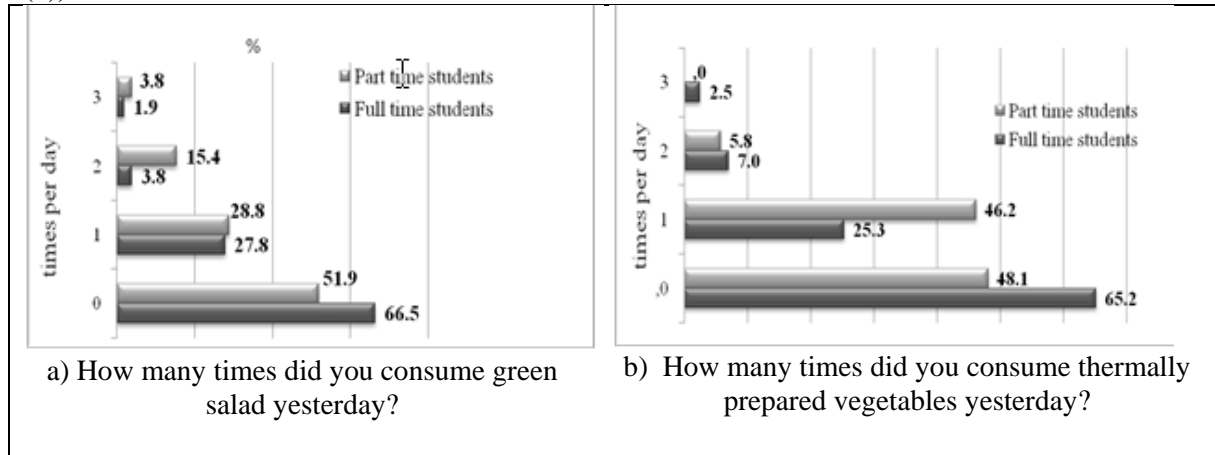 %
3
3.8
1.9
2
15.4
3.8
1
28.8
27.8
0
51.9
66.5
times per day
Part time students
Full time students
a) How many times did you consume green
salad yesterday?
3
,0
2.5
2
5.8
7.0
1
46.2
25.3
,0
48.1
65.2
times per day
Part time students
Full time students
b) How many times did you consume thermally
prepared vegetables yesterday?